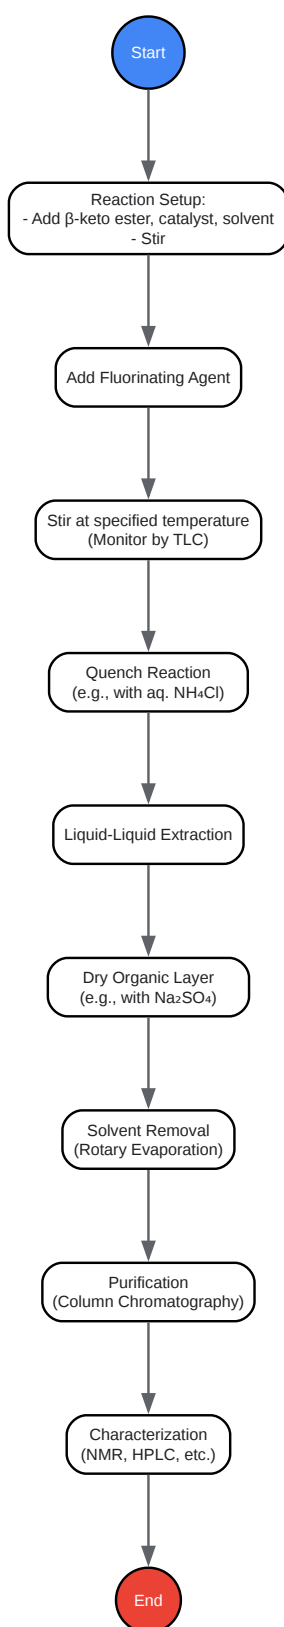 Start
Reaction Setup:
- Add β-keto ester, catalyst, solvent
- Stir
Add Fluorinating Agent
Stir at specified temperature
(Monitor by TLC)
Quench Reaction
(e.g., with aq. NH₄Cl)
Liquid-Liquid Extraction
Dry Organic Layer
(e.g., with Na₂SO₄)
Solvent Removal
(Rotary Evaporation)
Purification
(Column Chromatography)
Characterization
(NMR, HPLC, etc.)
End